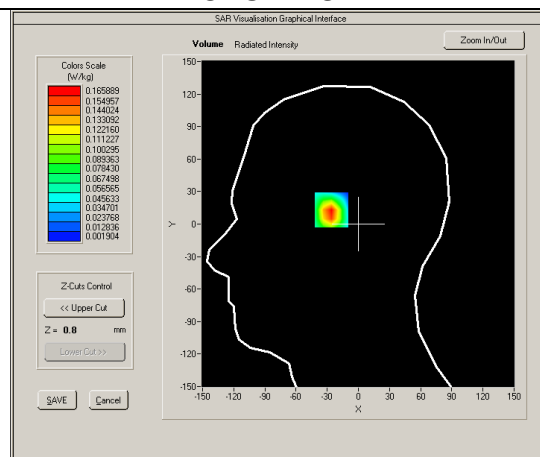 SAR Visualisation Graphical Interface
Volume Radiated Intensity
Zoom In/Out
Colors Scale
(W/kg)
0.165889
0.154957
0.144024
0.133092
0.122160
0.111227
0.100295
0.089363
0.078430
0.067498
0.056565
0.045633
0.034701
0.023768
0.012836
0.001904
Z-Cuts Control
<< Upper Cut
Z = 0.8 mm
Lower Cut >>
SAVE Cancel
150
120
90
60
30
0
-30
-60
-90
-120
-150
Y
-150 -120 -90 -60 -30 0 30 60 90 120 150
X